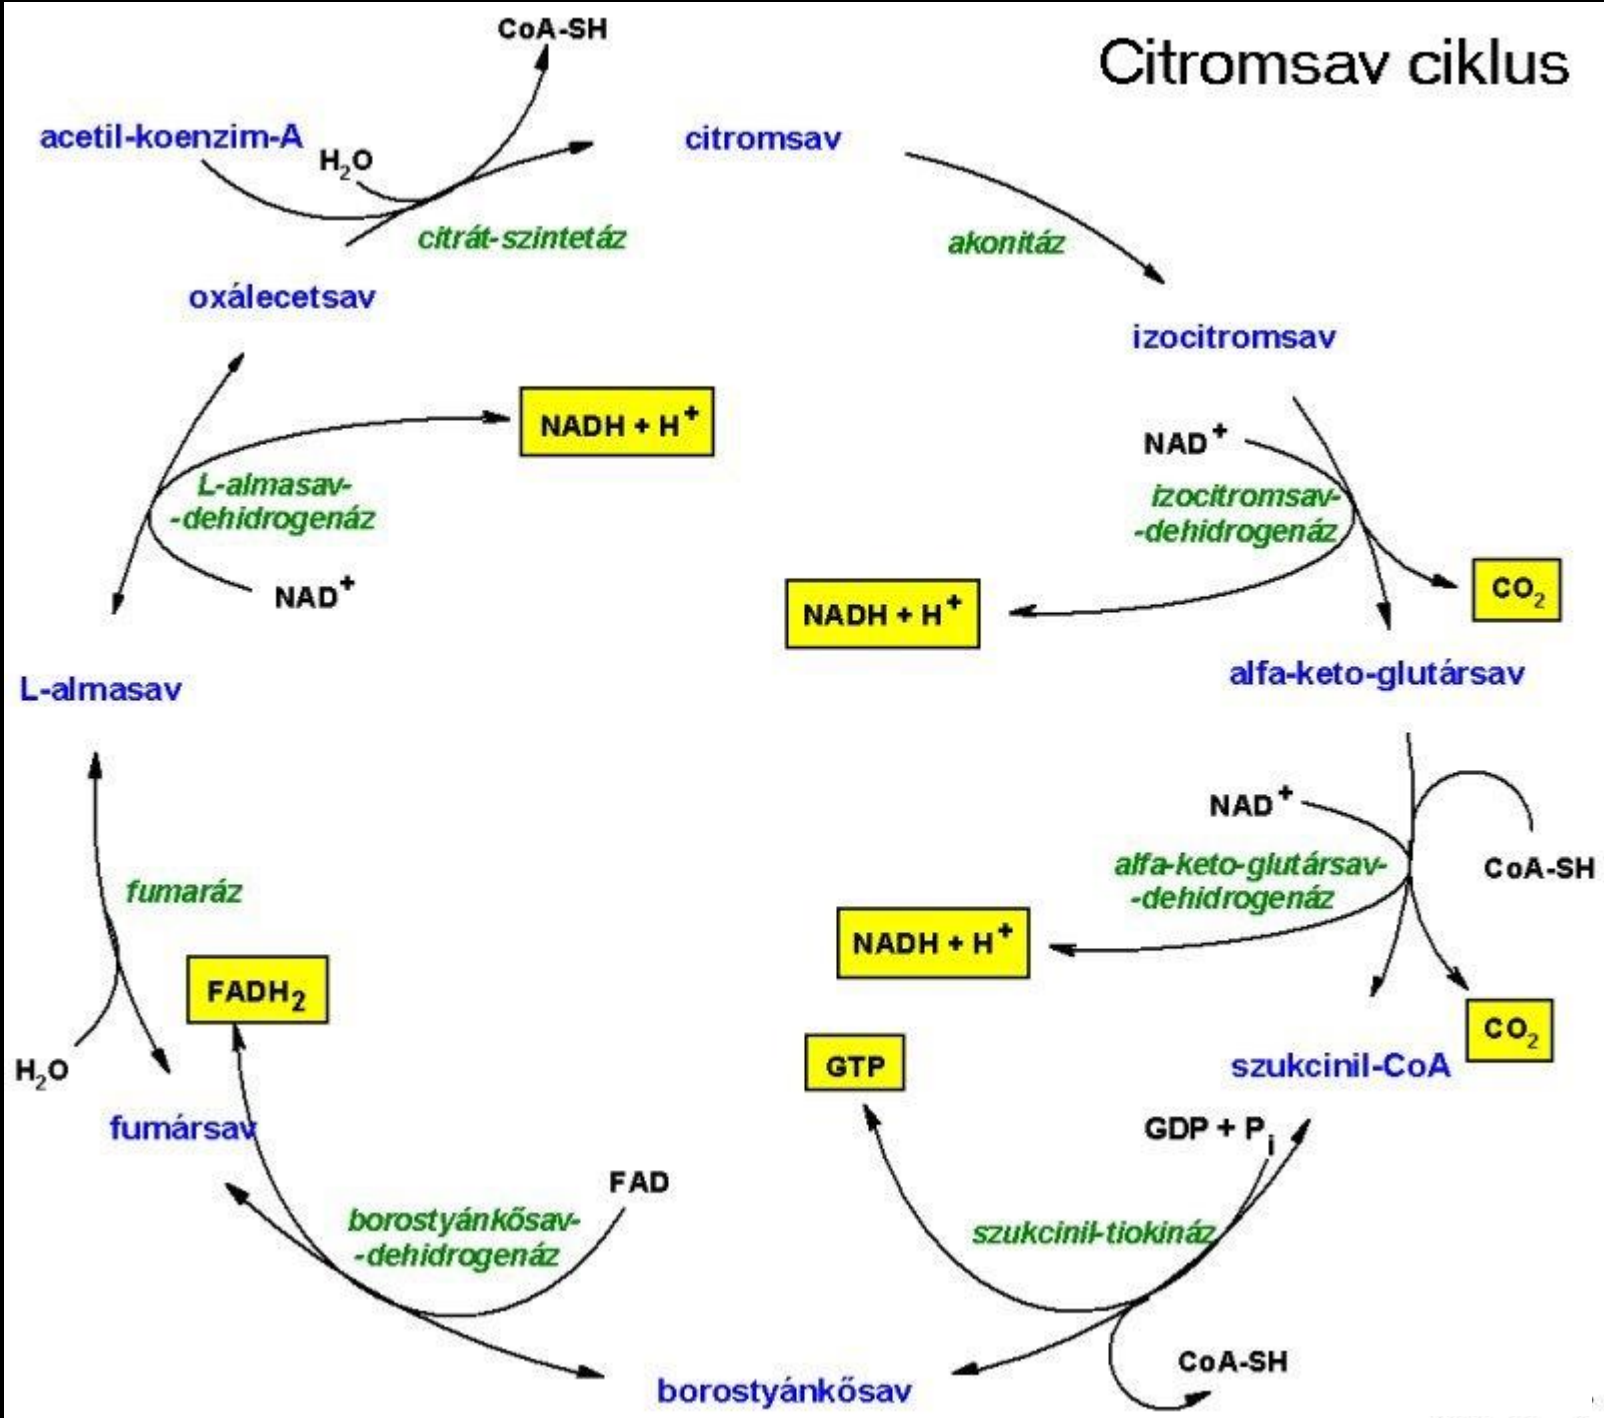 CoA-SH
Citromsav ciklus
acetil-koenzim-A
H₂O
citromsav
citrát-szintetáz
akonitáz
oxálecetsav
izocitromsav
NADH + H⁺
NAD⁺
L-almasav-
-dehidrogenáz
izocitromsav-
-dehidrogenáz
NAD⁺
NADH + H⁺
CO₂
L-almasav
alfa-keto-glutársav
NAD⁺
fumaráz
alfa-keto-glutársav-
-dehidrogenáz
CoA-SH
NADH + H⁺
FADH₂
CO₂
H₂O
GTP
szukcinil-CoA
fumársav
GDP + Pᵢ
FAD
borostyánkősav-
-dehidrogenáz
szukcinil-tiokináz
CoA-SH
borostyánkősav